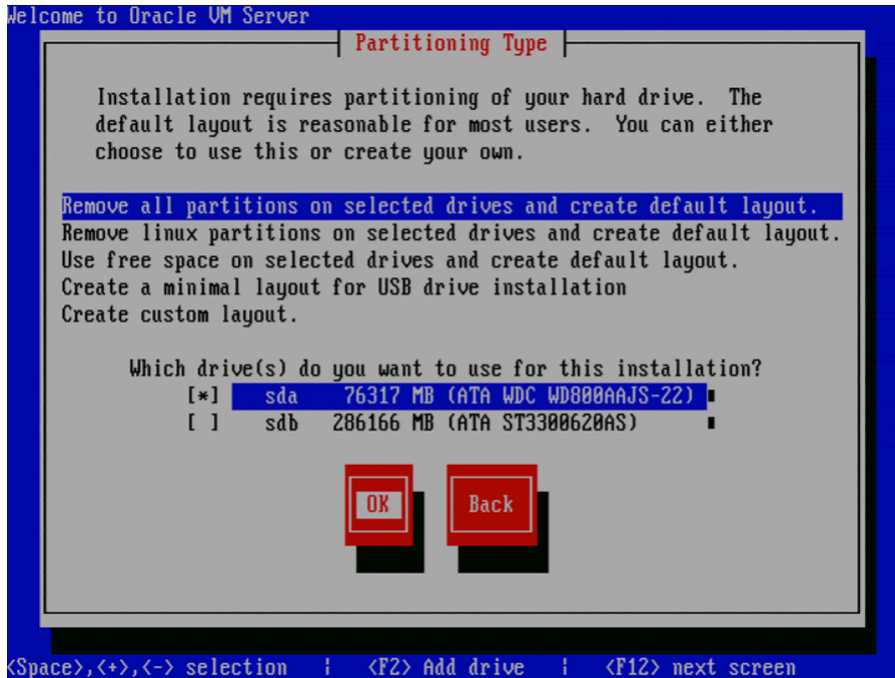 Welcome to Oracle VM Server
Partitioning Type
Installation requires partitioning of your hard drive. The
default layout is reasonable for most users. You can either
choose to use this or create your own.
Remove all partitions on selected drives and create default layout.
Remove linux partitions on selected drives and create default layout.
Use free space on selected drives and create default layout.
Create a minimal layout for USB drive installation
Create custom layout.
Which drive(s) do you want to use for this installation?
[*] sda 76317 MB (ATA WDC WD800AAJS-22)
[ ] sdb 286166 MB (ATA ST3300620AS)
OK Back
<Space>,<+>,<-> selection | <F2> Add drive | <F12> next screen